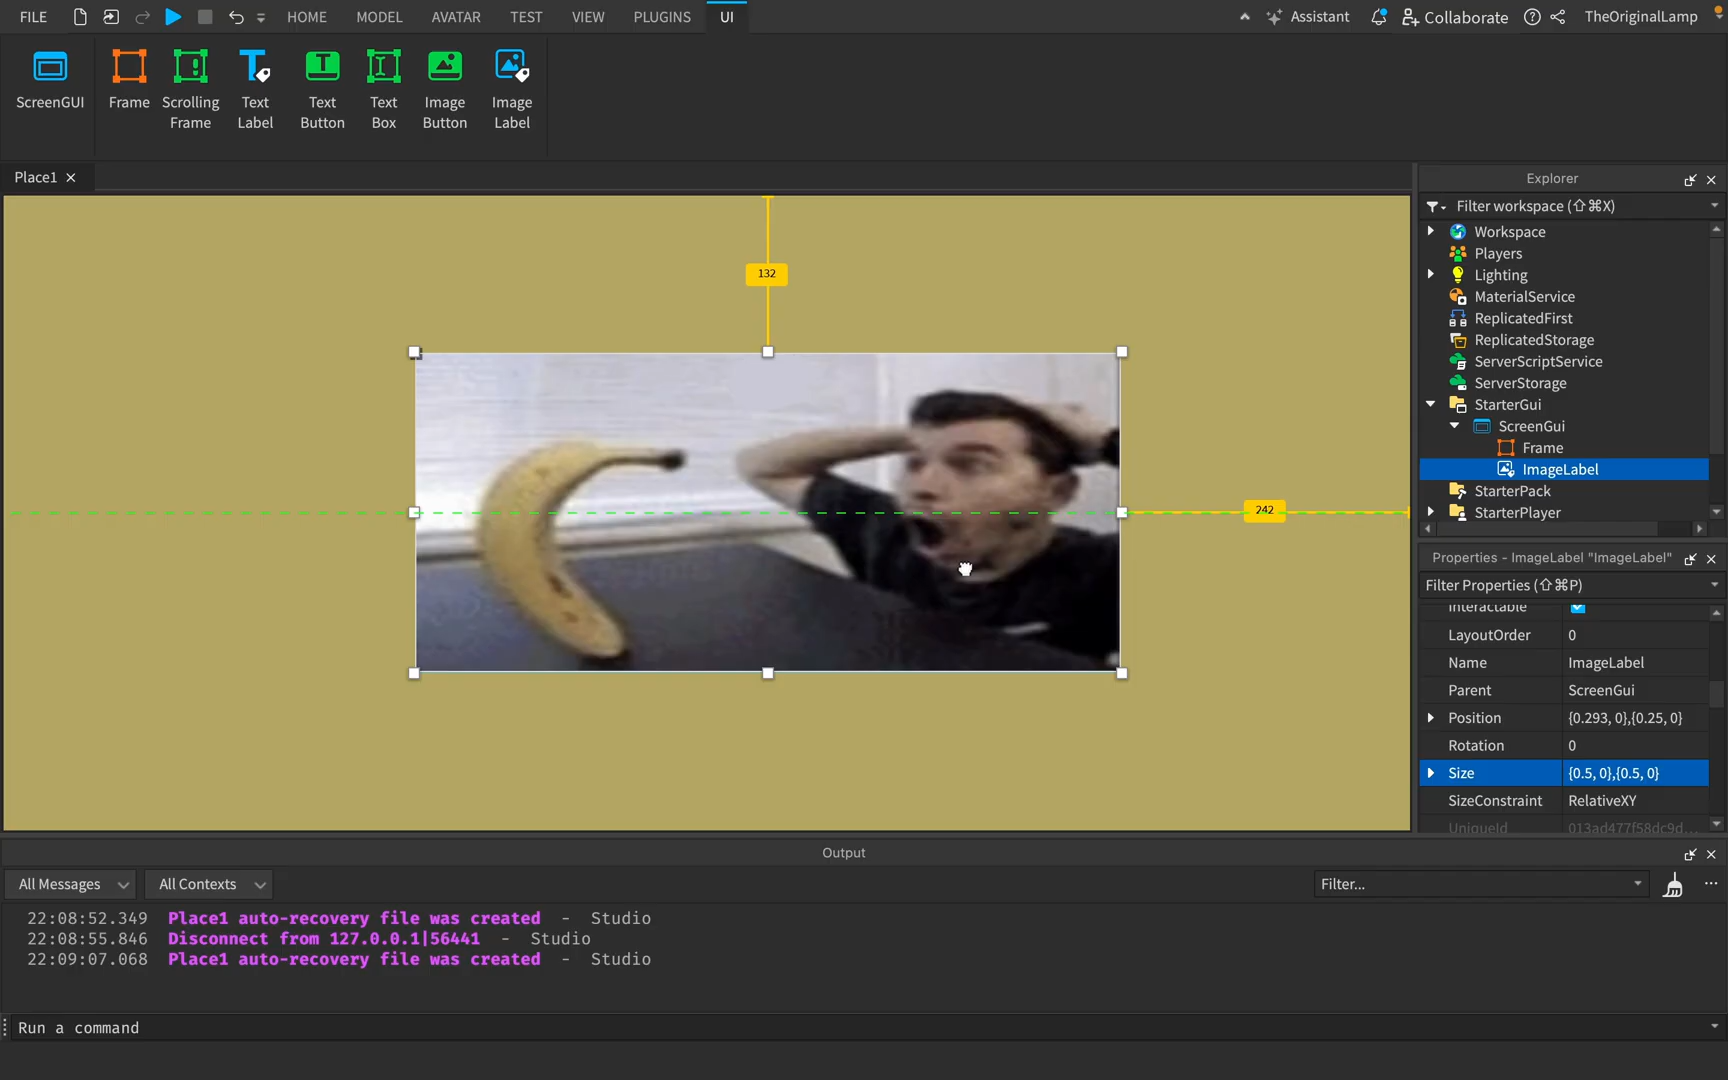 FILE HOME MODEL AVATAR TEST VIEW PLUGINS UI Assistant Collaborate TheOriginalLamp
ScreenGUI Frame Scrolling Frame Text Label Text Button Text Box Image Button Image Label
Place1
132
242
Explorer
Filter workspace (⇧⌘X)
Workspace
Players
Lighting
MaterialService
ReplicatedFirst
ReplicatedStorage
ServerScriptService
ServerStorage
StarterGui
ScreenGui
Frame
ImageLabel
StarterPack
StarterPlayer
Properties - ImageLabel "ImageLabel"
Filter Properties (⇧⌘P)
Interactable
LayoutOrder 0
Name ImageLabel
Parent ScreenGui
Position {0.293, 0},{0.25, 0}
Rotation 0
Size {0.5, 0},{0.5, 0}
SizeConstraint RelativeXY
UniqueId 013ad477f58dc9d...
Output
All Messages All Contexts Filter...
22:08:52.349 Place1 auto-recovery file was created - Studio
22:08:55.846 Disconnect from 127.0.0.1|56441 - Studio
22:09:07.068 Place1 auto-recovery file was created - Studio
Run a command